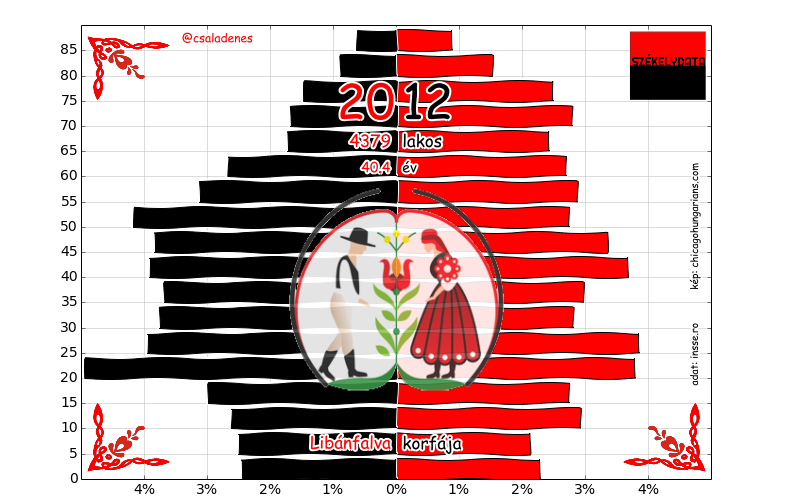 @csaladenes
SZÉKELYDATA
2012
4379 lakos
40.4 év
Libánfalva korfája
kép: chicagohungarians.com
adat: insse.ro
85
80
75
70
65
60
55
50
45
40
35
30
25
20
15
10
5
0
4% 3% 2% 1% 0% 1% 2% 3% 4%